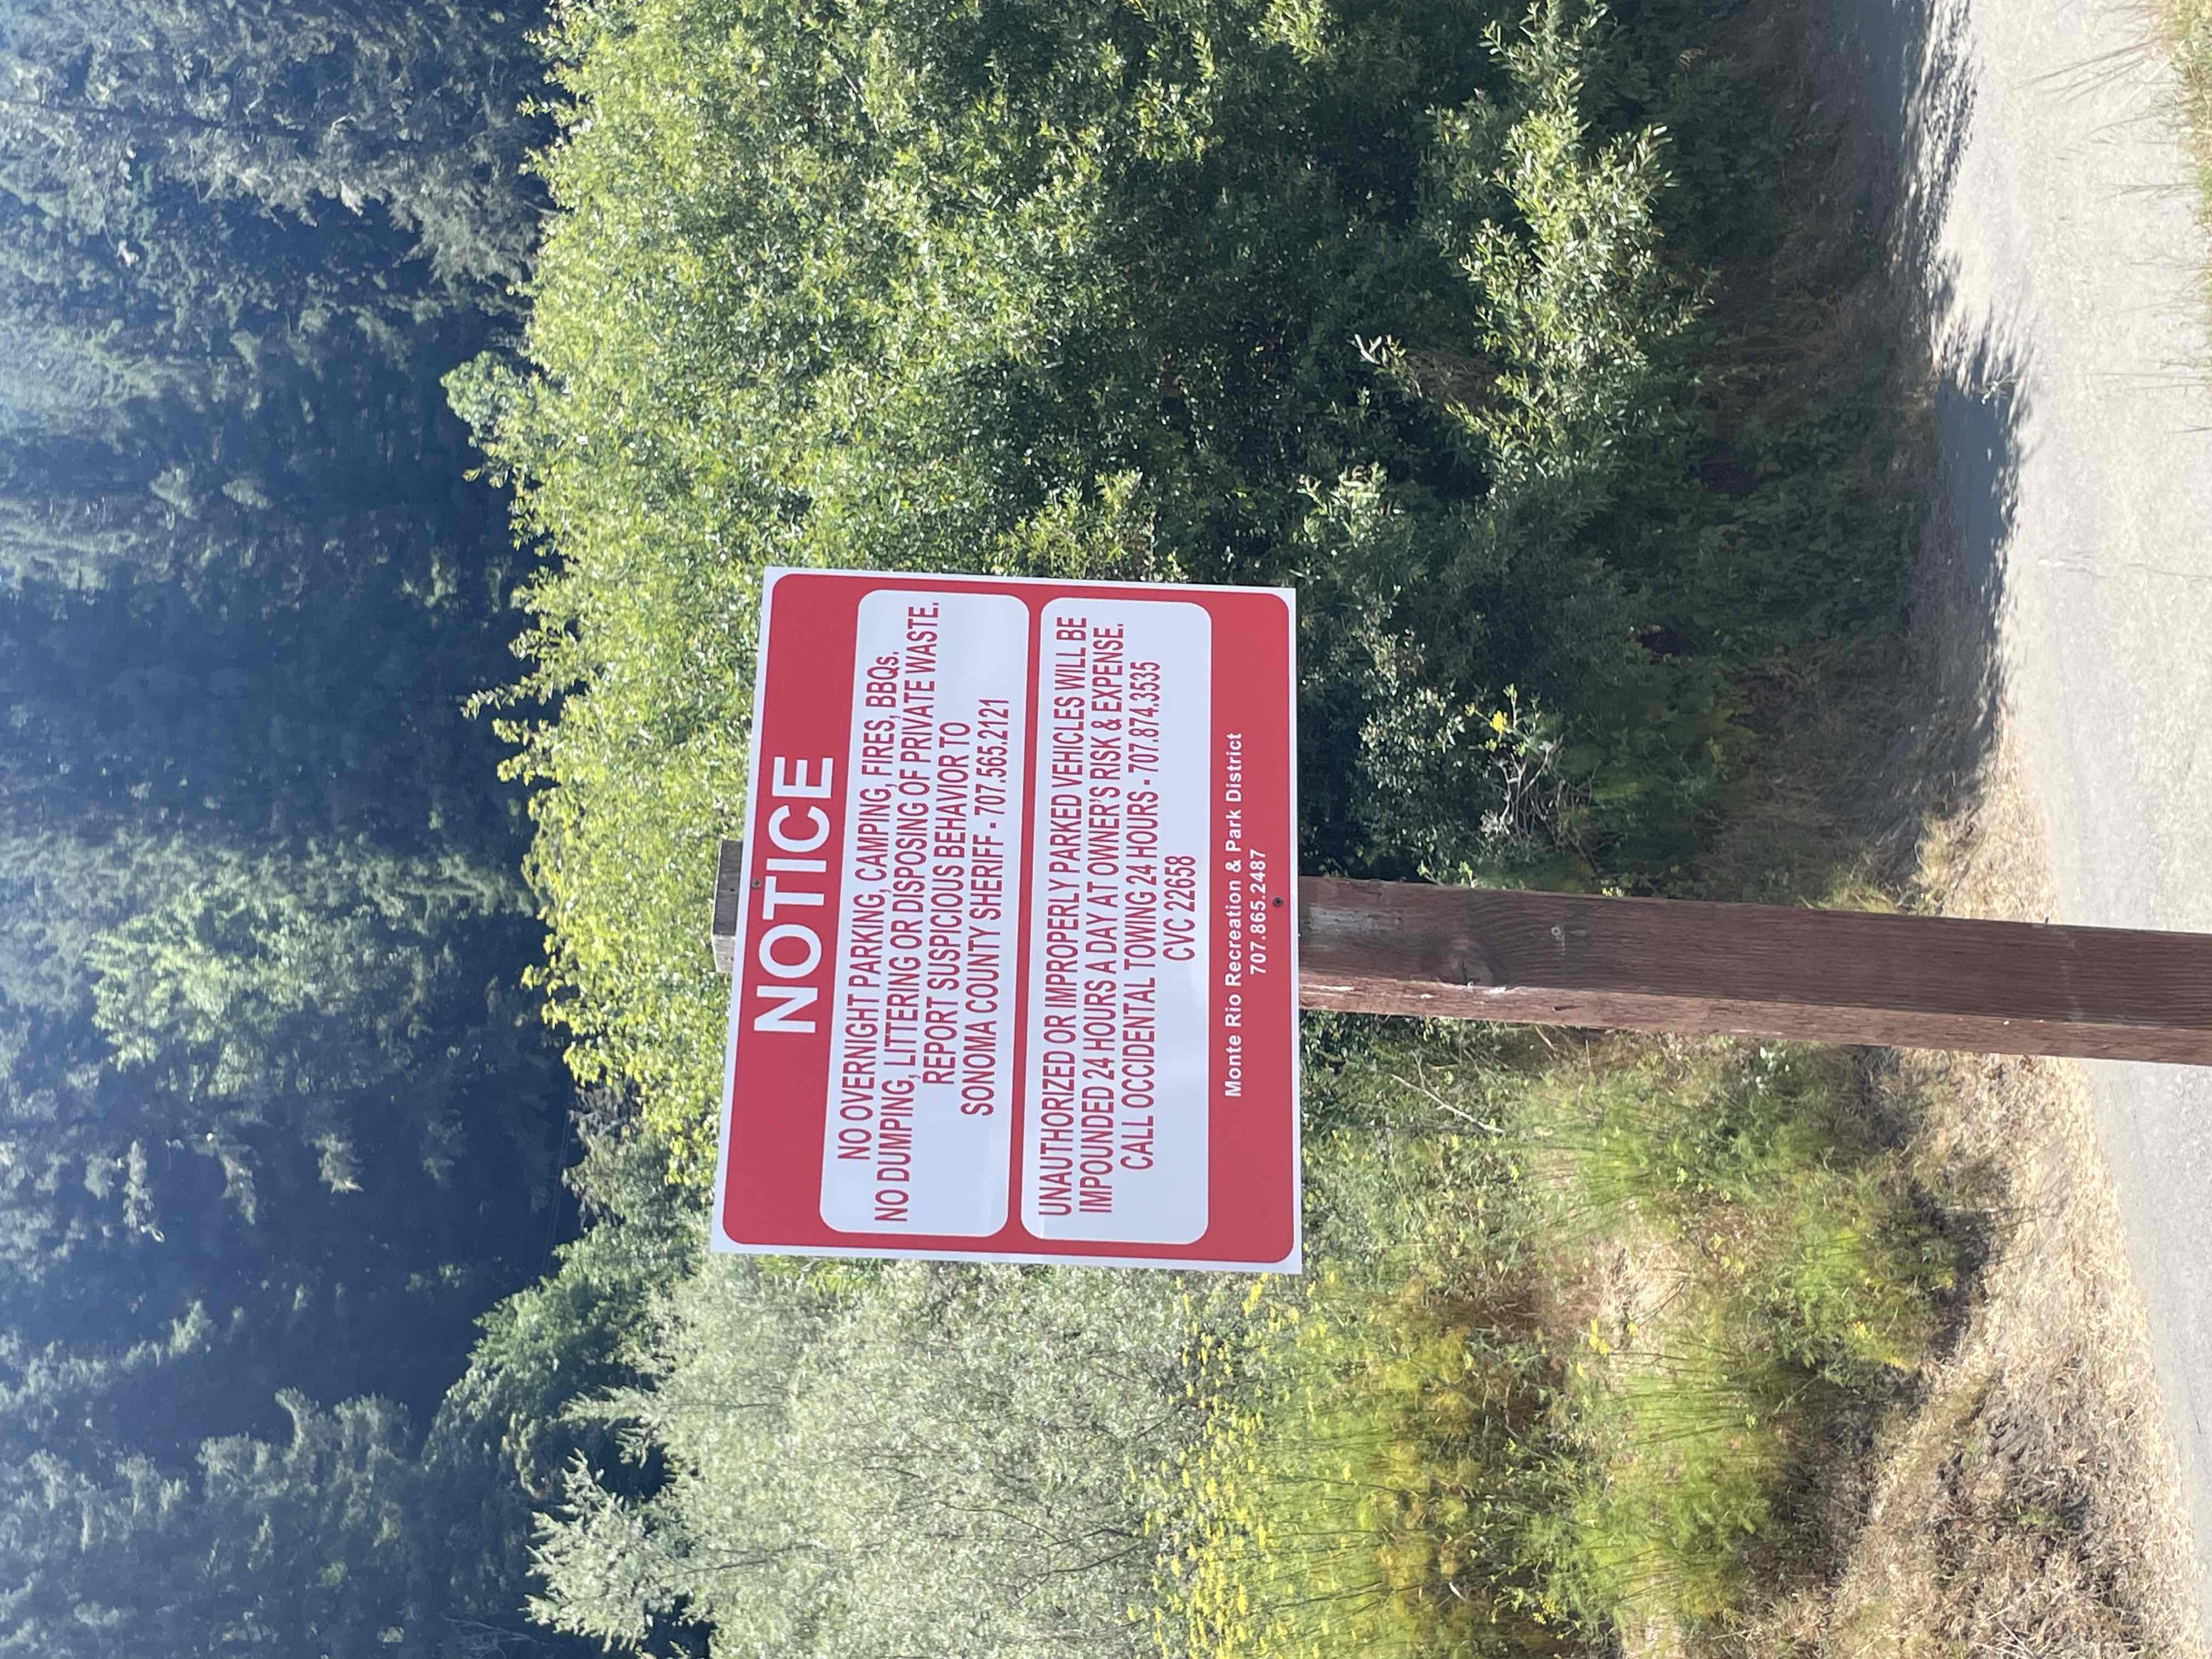 NOTICE
NO OVERNIGHT PARKING, CAMPING, FIRES, BBQs.
NO DUMPING, LITTERING OR DISPOSING OF PRIVATE WASTE.
REPORT SUSPICIOUS BEHAVIOR TO
SONOMA COUNTY SHERIFF - 707.565.2121
UNAUTHORIZED OR IMPROPERLY PARKED VEHICLES WILL BE
IMPOUNDED 24 HOURS A DAY AT OWNER'S RISK & EXPENSE.
CALL OCCIDENTAL TOWING 24 HOURS - 707.874.3535
CVC 22658
Monte Rio Recreation & Park District
707.865.2487